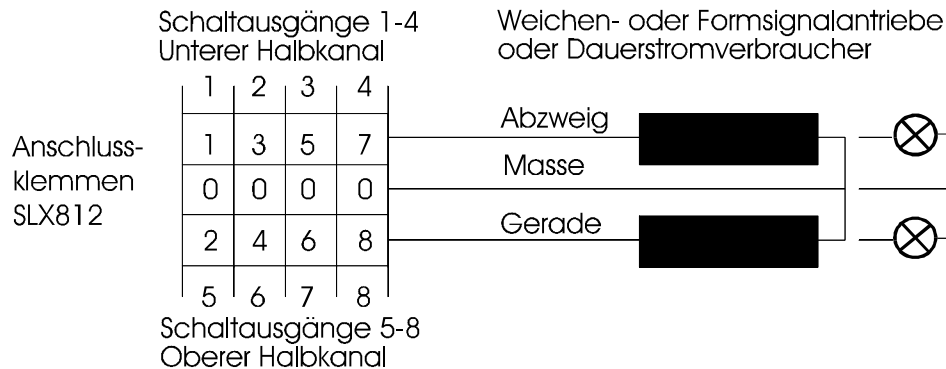 Schaltausgänge 1-4
Unterer Halbkanal
Weichen- oder Formsignalantriebe
oder Dauerstromverbraucher
1 2 3 4
Anschluss-
klemmen
SLX812
1 3 5 7
0 0 0 0
2 4 6 8
5 6 7 8
Abzweig
Masse
Gerade
Schaltausgänge 5-8
Oberer Halbkanal